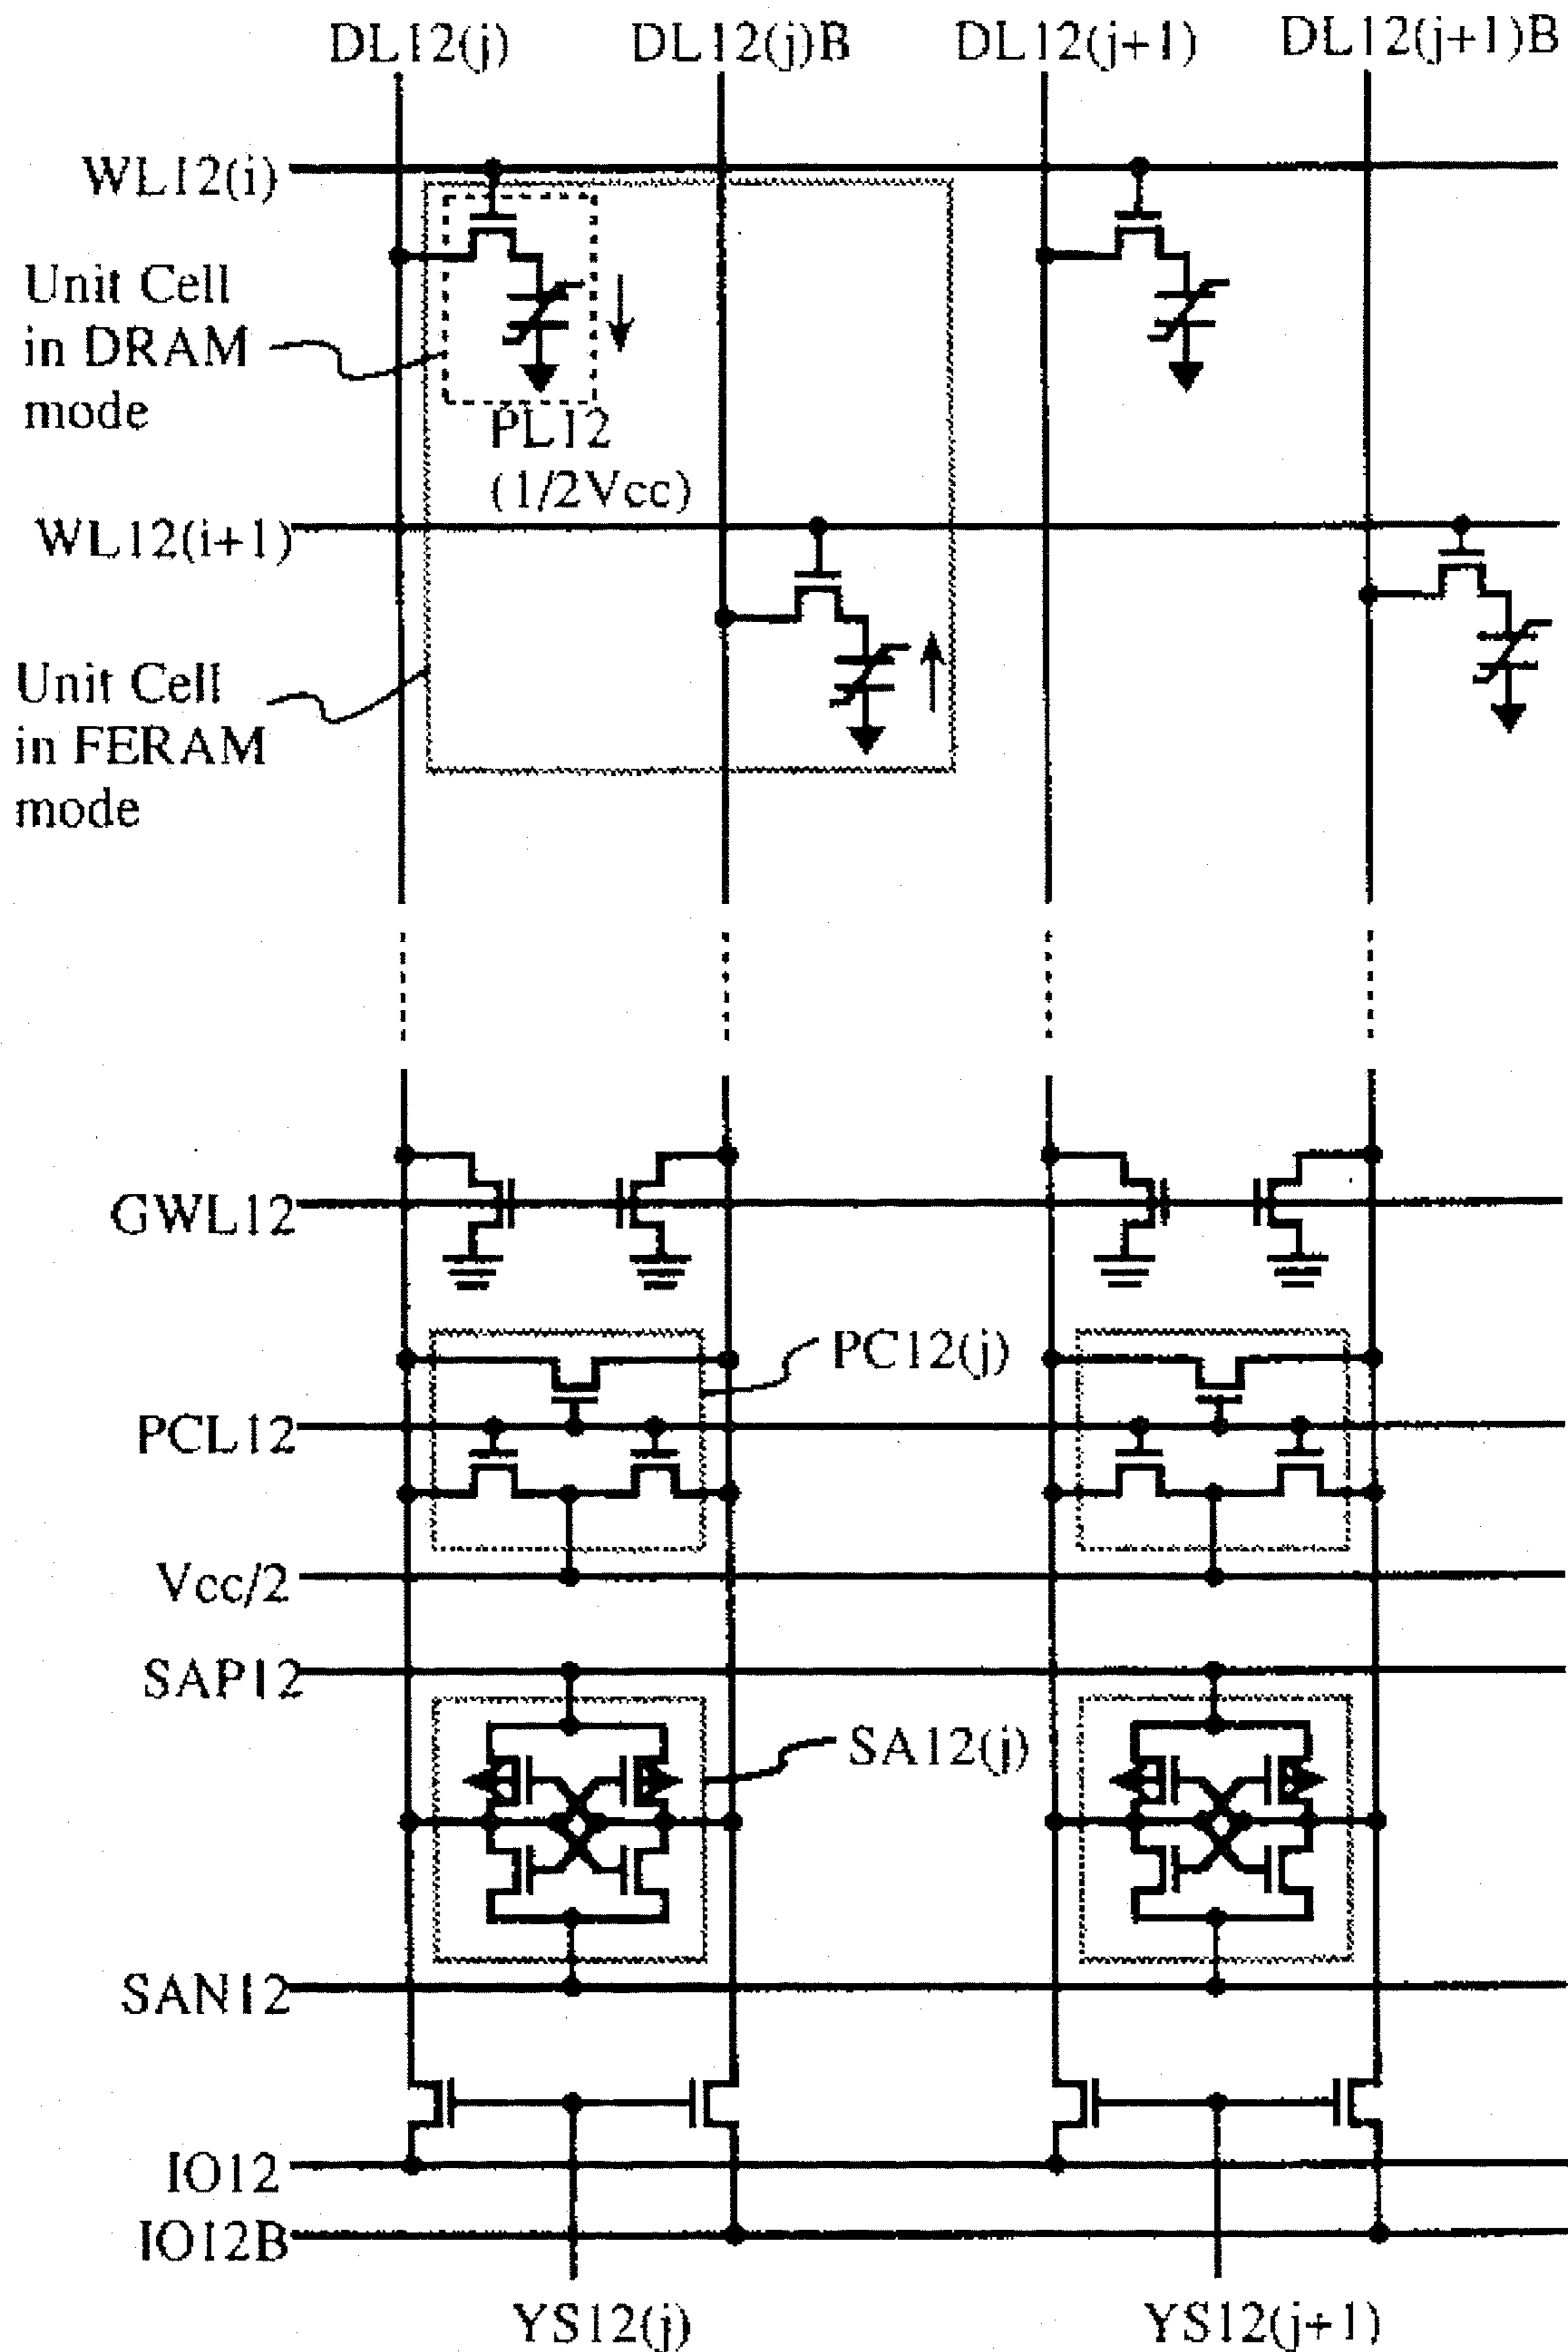 DL12(j)
DL12(j)B
DL12(j+1)
DL12(j+1)B
WL12(i)
Unit Cell
in DRAM
mode
PL12
(1/2Vcc)
WL12(i+1)
Unit Cell
in FERAM
mode
GWL12
PC12(j)
PCL12
Vcc/2
SAP12
SA12(j)
SAN12
IO12
IO12B
YS12(j)
YS12(j+1)